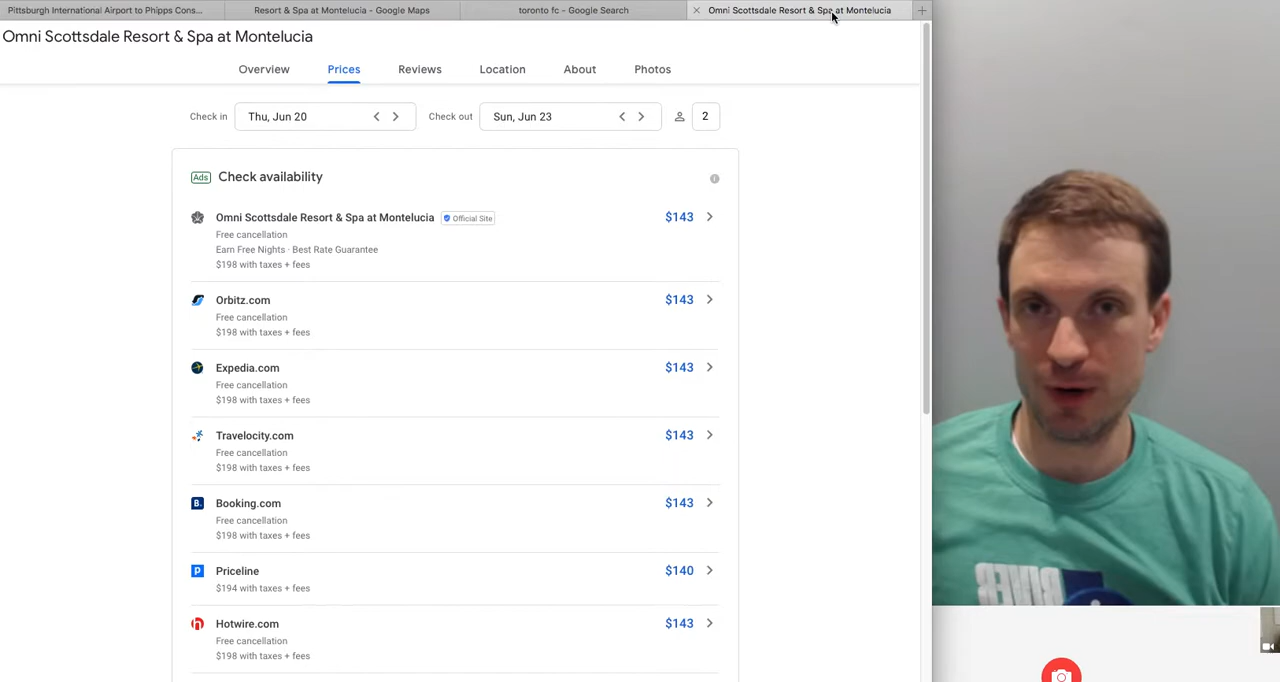 Pittsburgh International Airport to Phipps Cons...
Resort & Spa at Montelucia - Google Maps
toronto fc - Google Search
Omni Scottsdale Resort & Spa at Montelucia
Omni Scottsdale Resort & Spa at Montelucia
Overview
Prices
Reviews
Location
About
Photos
Check in
Thu, Jun 20
Check out
Sun, Jun 23
2
Ads
Check availability
Omni Scottsdale Resort & Spa at Montelucia
Official Site
$143
Free cancellation
Earn Free Nights · Best Rate Guarantee
$198 with taxes + fees
Orbitz.com
$143
Free cancellation
$198 with taxes + fees
Expedia.com
$143
Free cancellation
$198 with taxes + fees
Travelocity.com
$143
Free cancellation
$198 with taxes + fees
Booking.com
$143
Free cancellation
$198 with taxes + fees
Priceline
$140
$194 with taxes + fees
Hotwire.com
$143
Free cancellation
$198 with taxes + fees